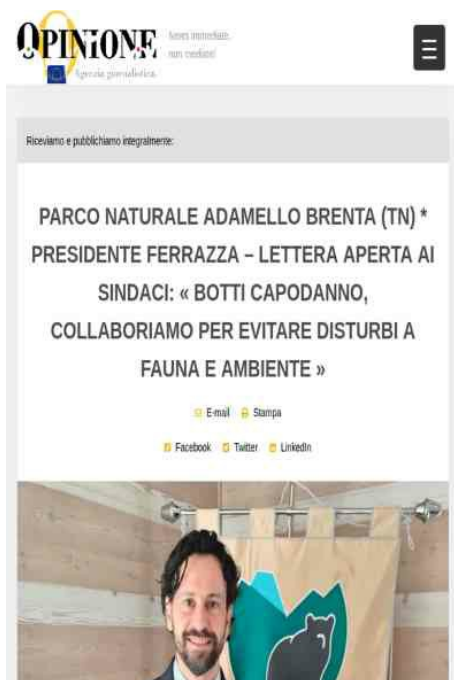 OPINIONE
News immediate,
non mediate!
Agenzia giornalistica
Riceviamo e pubblichiamo integralmente:
PARCO NATURALE ADAMELLO BRENTA (TN) *
PRESIDENTE FERRAZZA – LETTERA APERTA AI
SINDACI: « BOTTI CAPODANNO,
COLLABORIAMO PER EVITARE DISTURBI A
FAUNA E AMBIENTE »
E-mail Stampa
Facebook Twitter LinkedIn